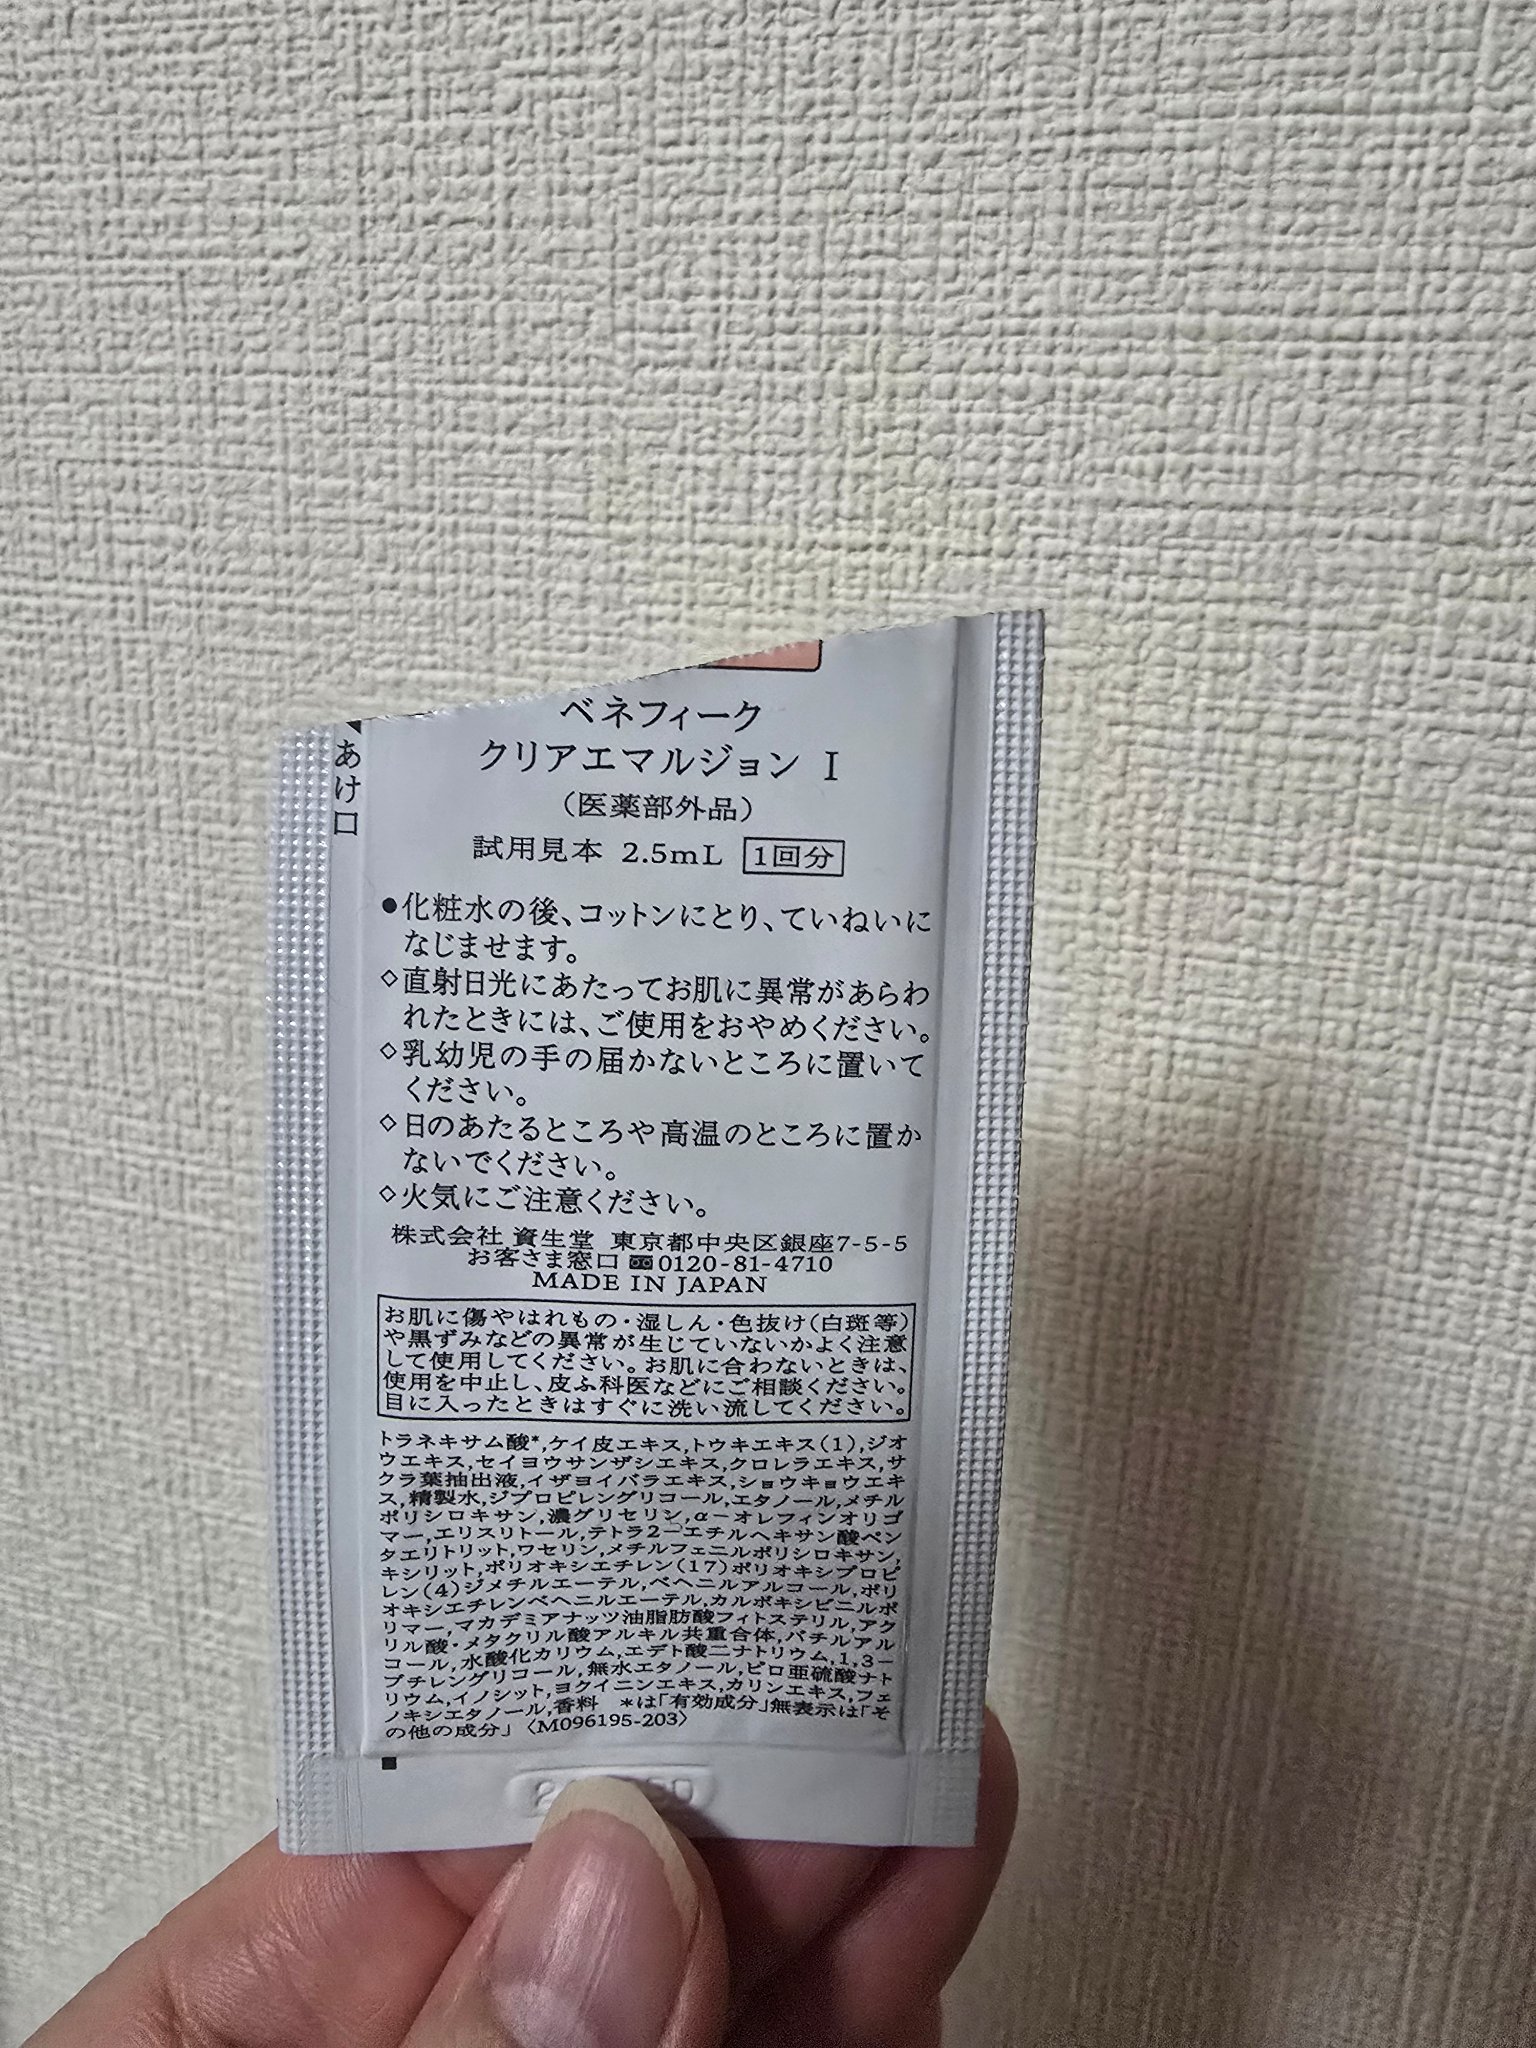 あけ口
ベネフィーク
クリアエマルジョン I
（医薬部外品）
試用見本 2.5mL 1回分
●化粧水の後、コットンにとり、ていねいに
なじませます。
◇直射日光にあたってお肌に異常があらわ
れたときには、ご使用をおやめください。
◇乳幼児の手の届かないところに置いて
ください。
◇日のあたるところや高温のところに置か
ないでください。
◇火気にご注意ください。
株式会社 資生堂 東京都中央区銀座7-5-5
お客さま窓口 0120-81-4710
MADE IN JAPAN
お肌に傷やはれもの・湿しん・色抜け（白斑等）
や黒ずみなどの異常が生じていないかよく注意
して使用してください。お肌に合わないときは、
使用を中止し、皮ふ科医などにご相談ください。
目に入ったときはすぐに洗い流してください。
トラネキサム酸*,ケイ皮エキス,トウキエキス(1),ジオ
ウエキス,セイヨウサンザシエキス,クロレラエキス,サ
クラ葉抽出液,イザヨイバラエキス,ショウキョウエキ
ス,精製水,ジプロピレングリコール,エタノール,メチル
ポリシロキサン,濃グリセリン,α-オレフィンオリゴ
マー,エリスリトール,テトラ2-エチルヘキサン酸ペン
タエリトリット,ワセリン,メチルフェニルポリシロキサン,
キシリット,ポリオキシエチレン(17)ポリオキシプロピ
レン(4)ジメチルエーテル,ベヘニルアルコール,ポリ
オキシエチレンベヘニルエーテル,カルボキシビニルポ
リマー,マカデミアナッツ油脂肪酸フィトステリル,アク
リル酸・メタクリル酸アルキル共重合体,バチルアル
コール,水酸化カリウム,エデト酸二ナトリウム,1,3-
ブチレングリコール,無水エタノール,ピロ亜硫酸ナト
リウム,イノシット,ヨクイニンエキス,カリンエキス,フェ
ノキシエタノール,香料 *は「有効成分」無表示は「そ
の他の成分」〈M096195-203〉